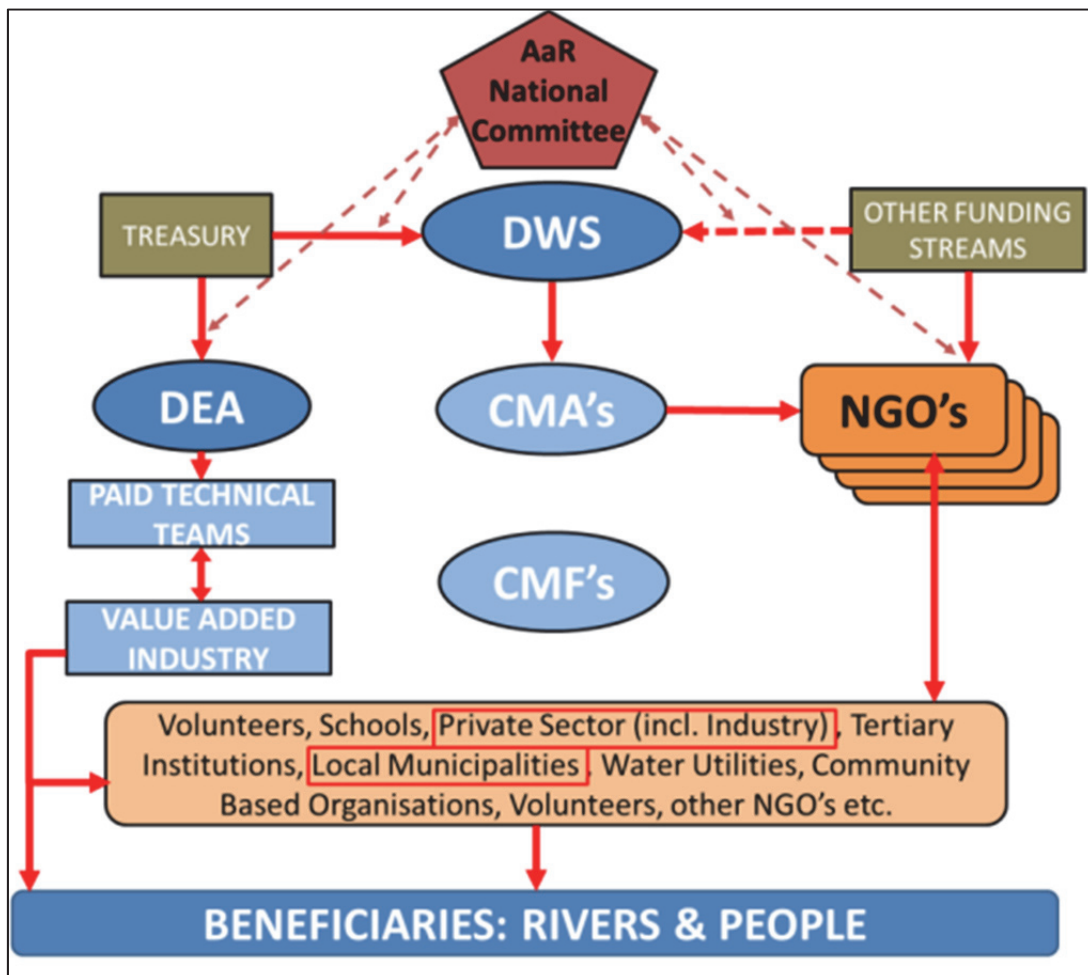 AaR
National
Committee
TREASURY
DWS
OTHER FUNDING
STREAMS
DEA
CMA’s
NGO’s
PAID TECHNICAL
TEAMS
CMF’s
VALUE ADDED
INDUSTRY
Volunteers, Schools, Private Sector (incl. Industry), Tertiary
Institutions, Local Municipalities, Water Utilities, Community
Based Organisations, Volunteers, other NGO’s etc.
BENEFICIARIES: RIVERS & PEOPLE